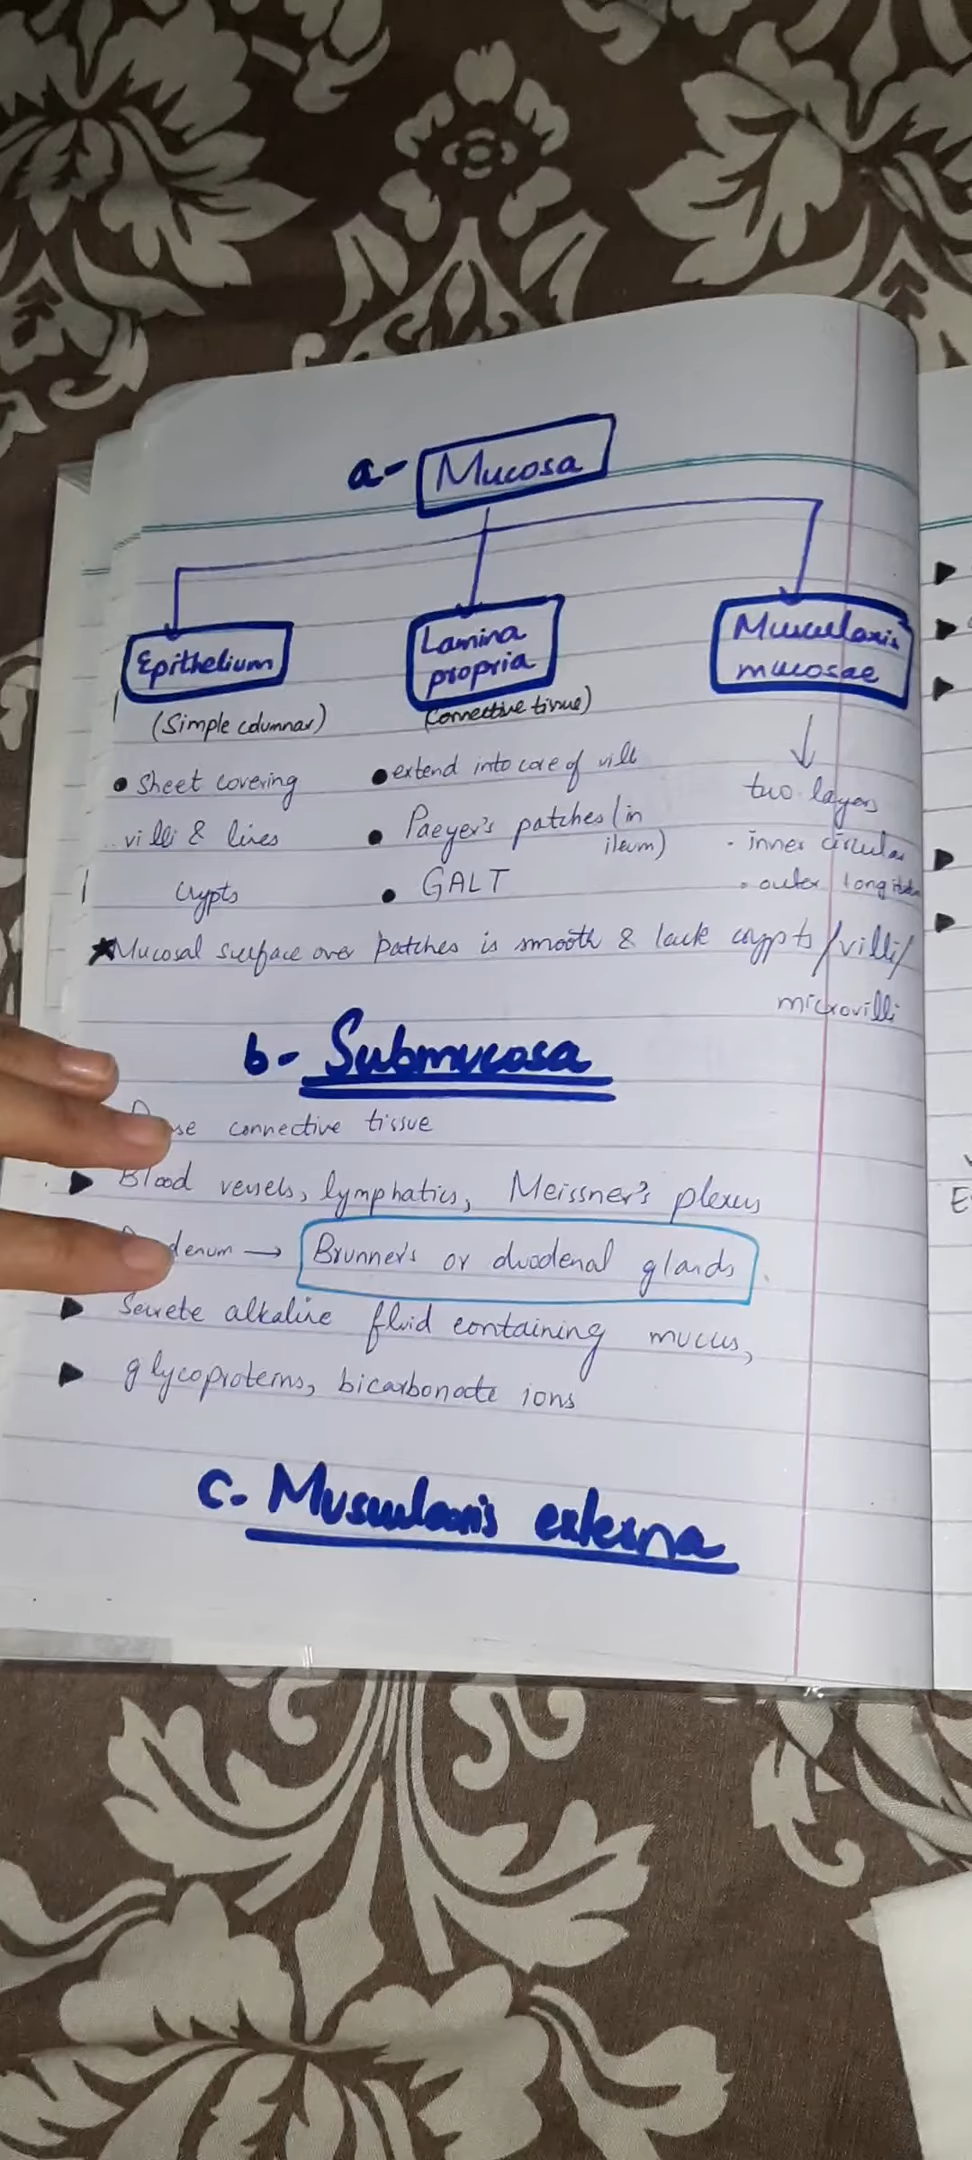 a- Mucosa
Epithelium
Lamina propria
Muscularis mucosae
(Simple columnar)
(Connective tissue)
• Sheet covering
villi & lines
crypts
• extend into core of villi
• Paeyer's patches (in
ileum)
• GALT
two layers
• inner circular
• outer
★ Mucosal surface over patches is smooth & lack crypts/villi/
microvilli
b- Submucosa
connective tissue
▶ Blood vessels, lymphatics, Meissner's plexus
→ Brunner's or duodenal glands
▶ Secrete alkaline fluid containing mucus,
▶ glycoproteins, bicarbonate ions
c. Muscularis externa